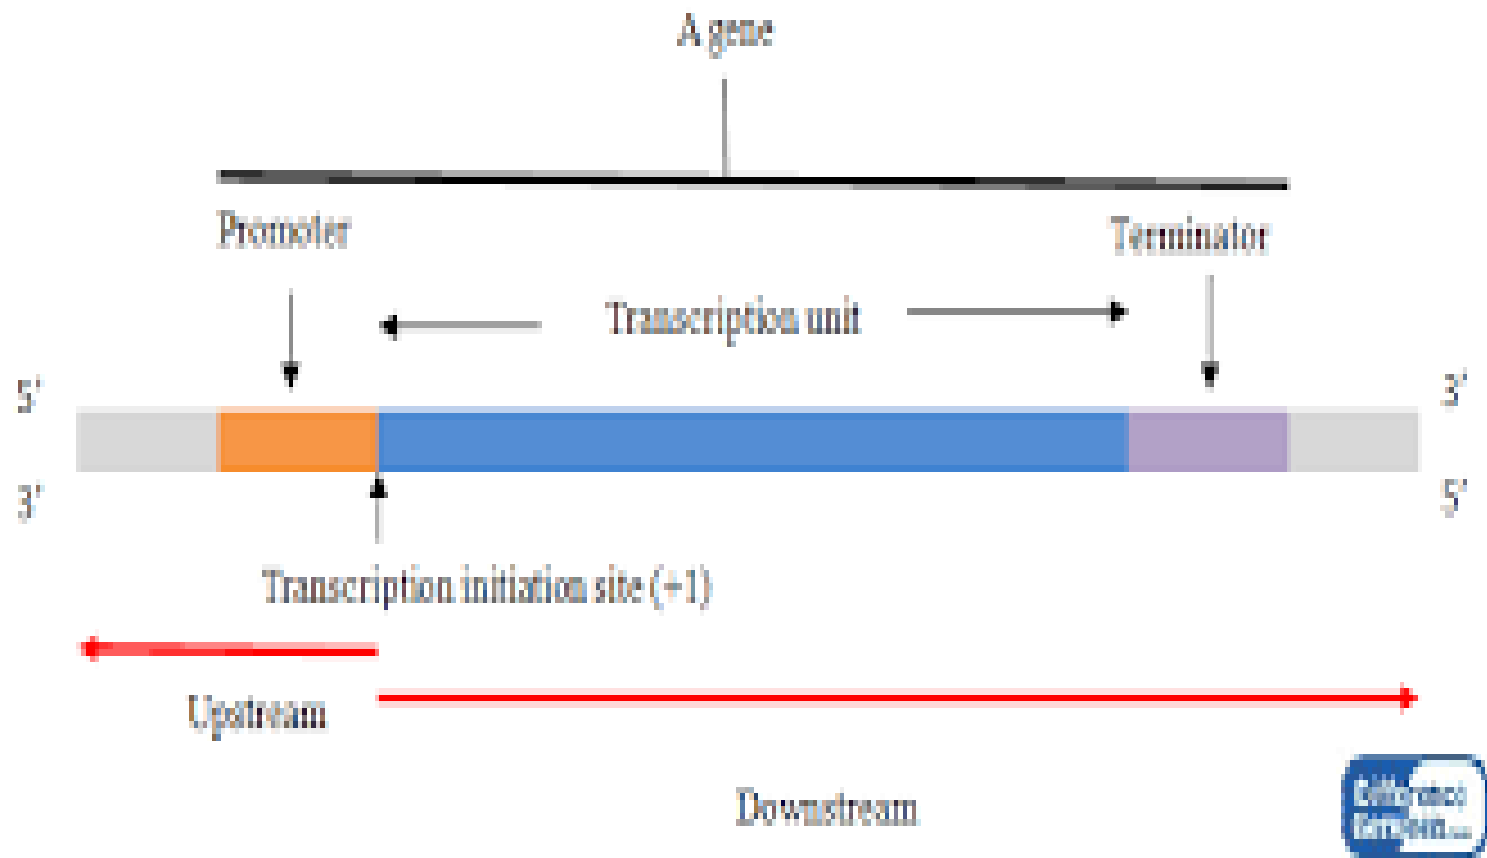 A gene
Promoter
Terminator
Transcription unit
5'
3'
3'
5'
Transcription initiation site (+1)
Upstream
Downstream